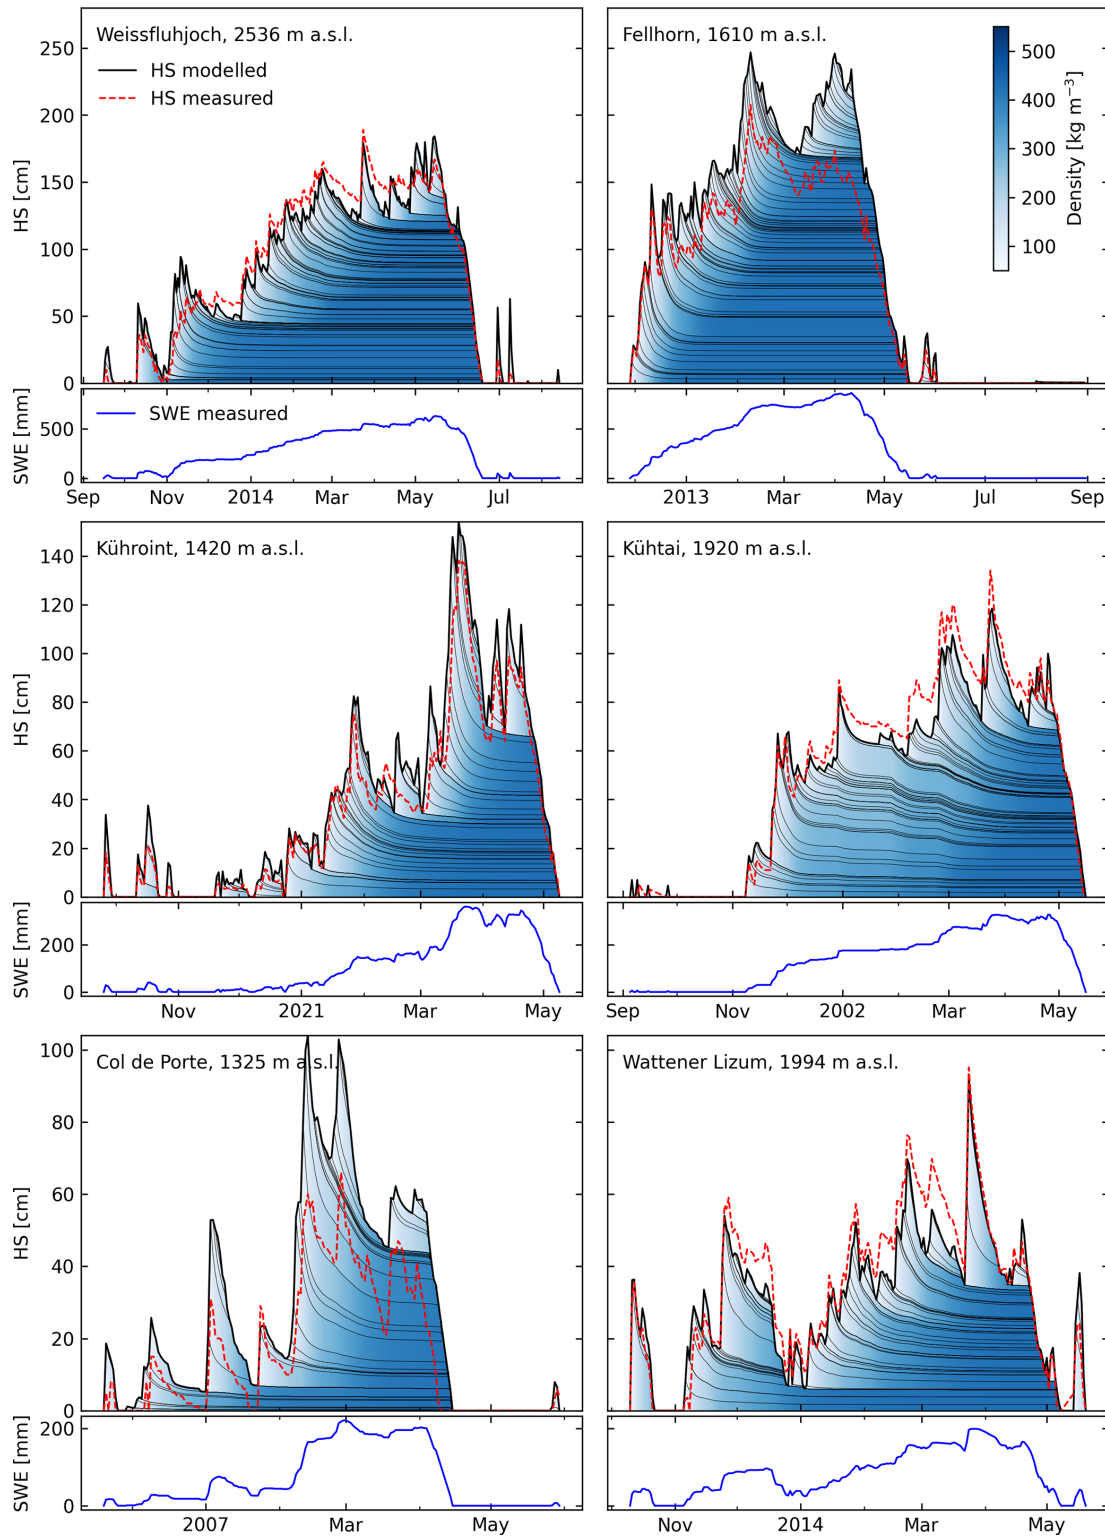 Weissfluhjoch, 2536 m a.s.l.
HS modelled
HS measured
250
200
150
100
50
0
HS [cm]
Fellhorn, 1610 m a.s.l.
500
400
300
200
100
Density [kg m⁻³]
SWE measured
500
0
SWE [mm]
Sep Nov 2014 Mar May Jul
2013 Mar May Jul Sep
Kühroint, 1420 m a.s.l.
140
120
100
80
60
40
20
0
HS [cm]
Kühtai, 1920 m a.s.l.
200
0
SWE [mm]
Nov 2021 Mar May
Sep Nov 2002 Mar May
Col de Porte, 1325 m a.s.l.
100
80
60
40
20
0
HS [cm]
Wattener Lizum, 1994 m a.s.l.
200
0
SWE [mm]
2007 Mar May
Nov 2014 Mar May